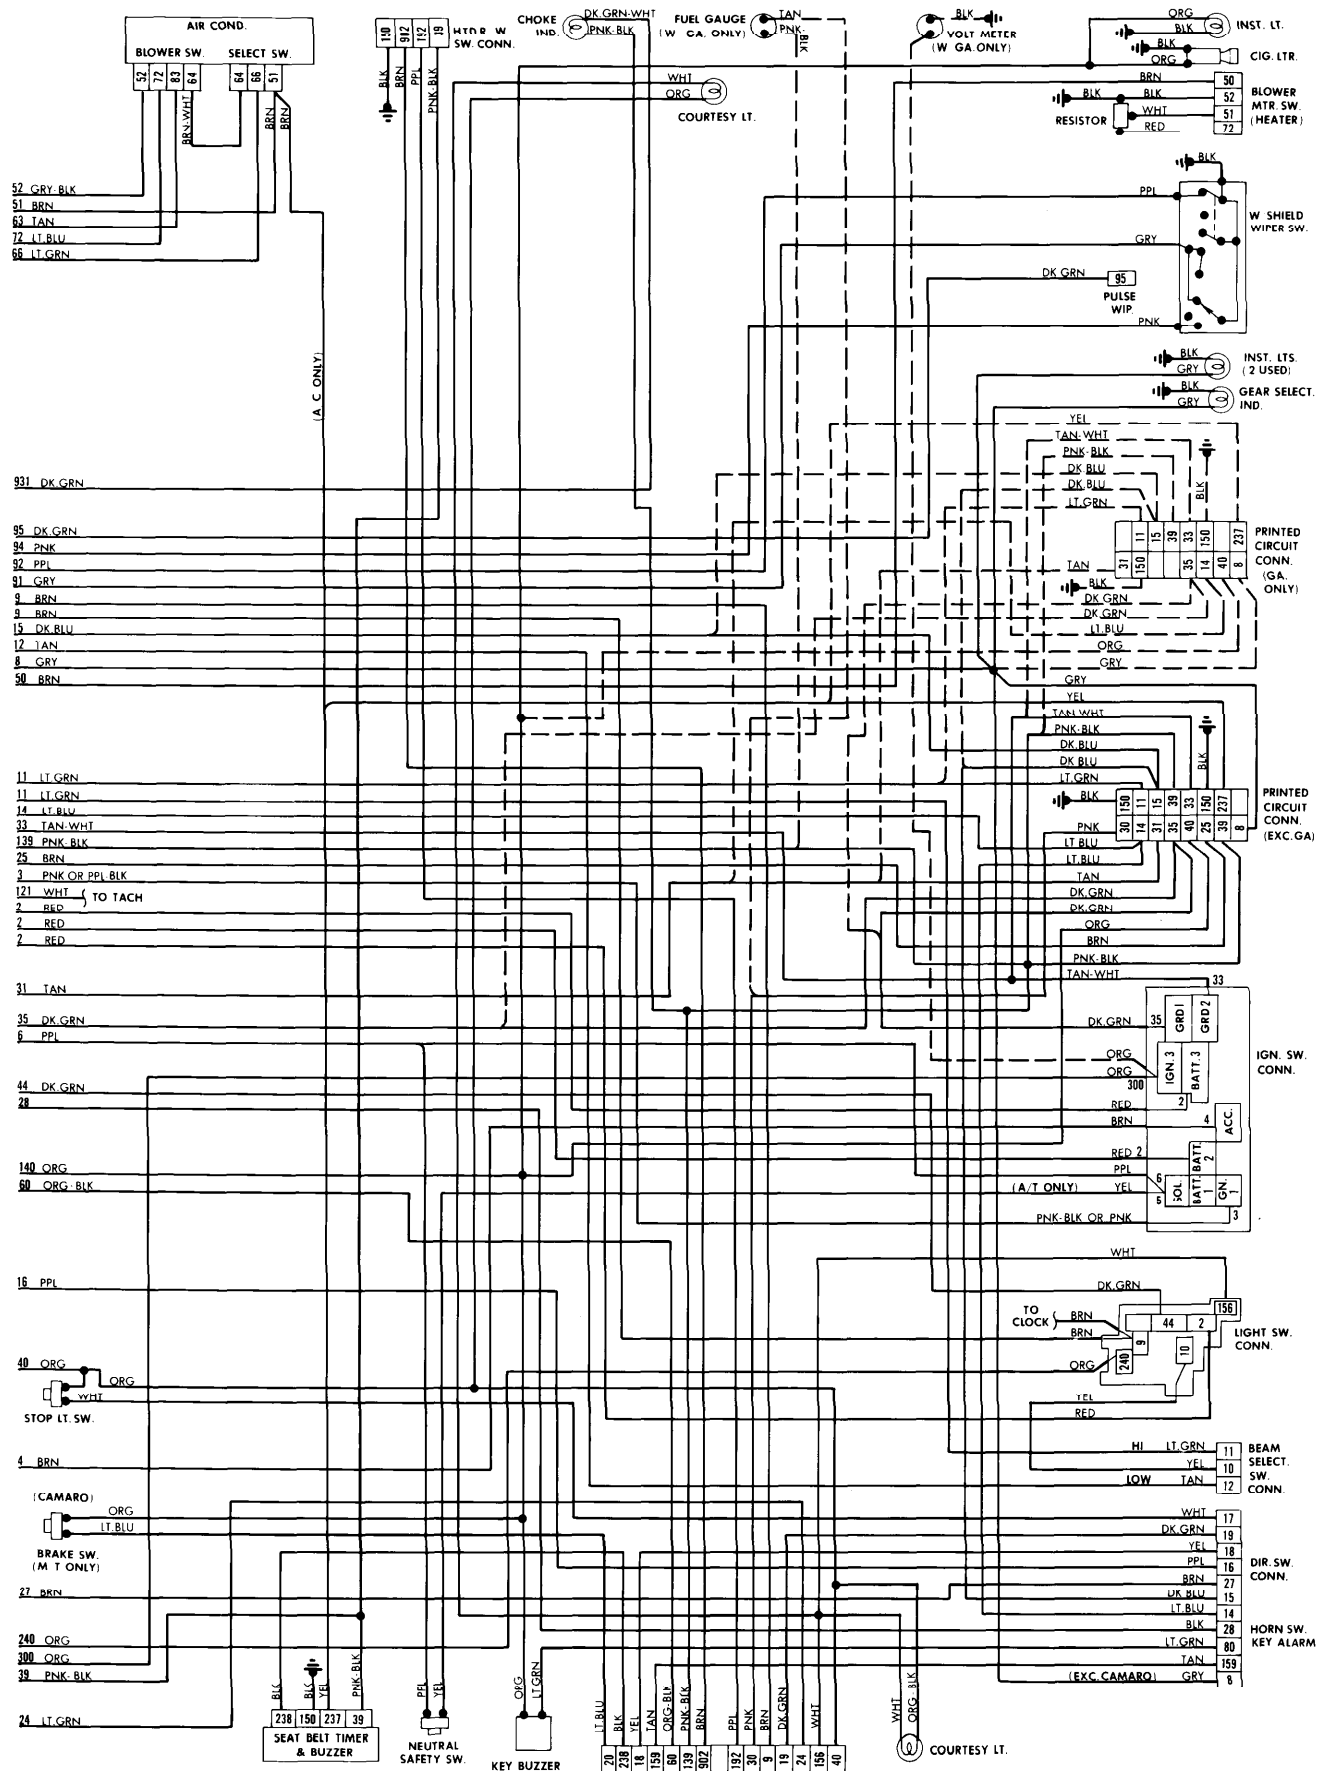 AIR COND.
BLOWER SW. SELECT SW.
52 72 83 64 64 66 51
BRN-WHT
BRN
BRN
52 GRY-BLK
51 BRN
63 TAN
72 LT.BLU
66 LT.GRN
(A C ONLY)
19
SW. CONN.
BLK
BRN
PPL
PNK-BLK
CHOKE
IND.
DK.GRN-WHT
PNK-BLK
FUEL GAUGE
(W GA. ONLY)
TAN
PNK-
BLK
BLK
VOLT METER
(W GA.ONLY)
WHT
ORG
COURTESY LT.
ORG
BLK
INST. LT.
BLK
ORG
CIG. LTR.
BRN
BLK BLK
WHT
RED
RESISTOR
50
52
51
72
BLOWER
MTR. SW.
(HEATER)
BLK
PPL
GRY
W SHIELD
WIPER SW.
DK GRN 95
PULSE
WIP.
PNK
BLK
GRY
INST. LTS.
(2 USED)
BLK
GRY
GEAR SELECT.
IND.
YEL
TAN-WHT
PNK-BLK
DK.BLU
DK.BLU
LT.GRN
BLK
11 15 39 33 150 237
31 150 35 14 40 8
PRINTED
CIRCUIT
CONN.
(GA.
ONLY)
TAN
BLK
DK GRN
DK.GRN
LT.BLU
ORG
GRY
931 DK.GRN
95 DK.GRN
94 PNK
92 PPL
91 GRY
9 BRN
9 BRN
15 DK.BLU
12 TAN
8 GRY
50 BRN
GRY
YEL
TAN WHT
PNK-BLK
DK.BLU
DK BLU
LT.GRN
BLK
BLK
150 11 15 39 33 150 237
30 14 31 35 40 25 39 8
PRINTED
CIRCUIT
CONN.
(EXC.GA)
PNK
LT BLU
LT.BLU
TAN
DK.GRN
DK.GRN
ORG
BRN
PNK-BLK
TAN-WHT
11 LT.GRN
11 LT.GRN
14 LT.BLU
33 TAN-WHT
139 PNK-BLK
25 BRN
3 PNK OR PPL BLK
121 WHT TO TACH
2 RED
2 RED
2 RED
31 TAN
35 DK.GRN
6 PPL
44 DK.GRN
28
140 ORG
60 ORG-BLK
33
DK.GRN 35 GRD1 GRD 2
ORG
ORG
300
IGN. 3 BATT. 3
IGN. SW.
CONN.
RED 2
BRN 4 ACC.
RED 2
BATT. 2
PPL 6
(A/T ONLY) YEL 6
SOL. BATT. 1 GN. 1
PNK-BLK OR PNK 3
WHT
DK.GRN
156
TO
CLOCK
BRN
BRN
44 2
9
10
240
ORG
LIGHT SW.
CONN.
YEL
RED
16 PPL
40 ORG
ORG
WHT
STOP LT. SW.
4 BRN
(CAMARO)
ORG
LT.BLU
BRAKE SW.
(M T ONLY)
27 BRN
240 ORG
300 ORG
39 PNK-BLK
24 LT.GRN
HI LT.GRN 11
YEL 10
LOW TAN 12
BEAM
SELECT.
SW.
CONN.
WHT 17
DK.GRN 19
YEL 18
PPL 16
BRN 27
DK BLU 15
LT.BLU 14
BLK 28
LT.GRN 80
TAN 159
(EXC.CAMARO) GRY 8
DIR. SW.
CONN.
HORN SW.
KEY ALARM
BLK BLK YEL PNK-BLK
238 150 237 39
SEAT BELT TIMER
& BUZZER
PPL YEL
NEUTRAL
SAFETY SW.
ORG LT GRN
KEY BUZZER
LT BLU BLK YEL TAN ORG-BLK PNK-BLK BRN PPL PNK BRN DK.GRN WHT
20 238 18 159 60 139 902 192 30 9 19 24 156 40
WHT ORG-BLK
COURTESY LT.